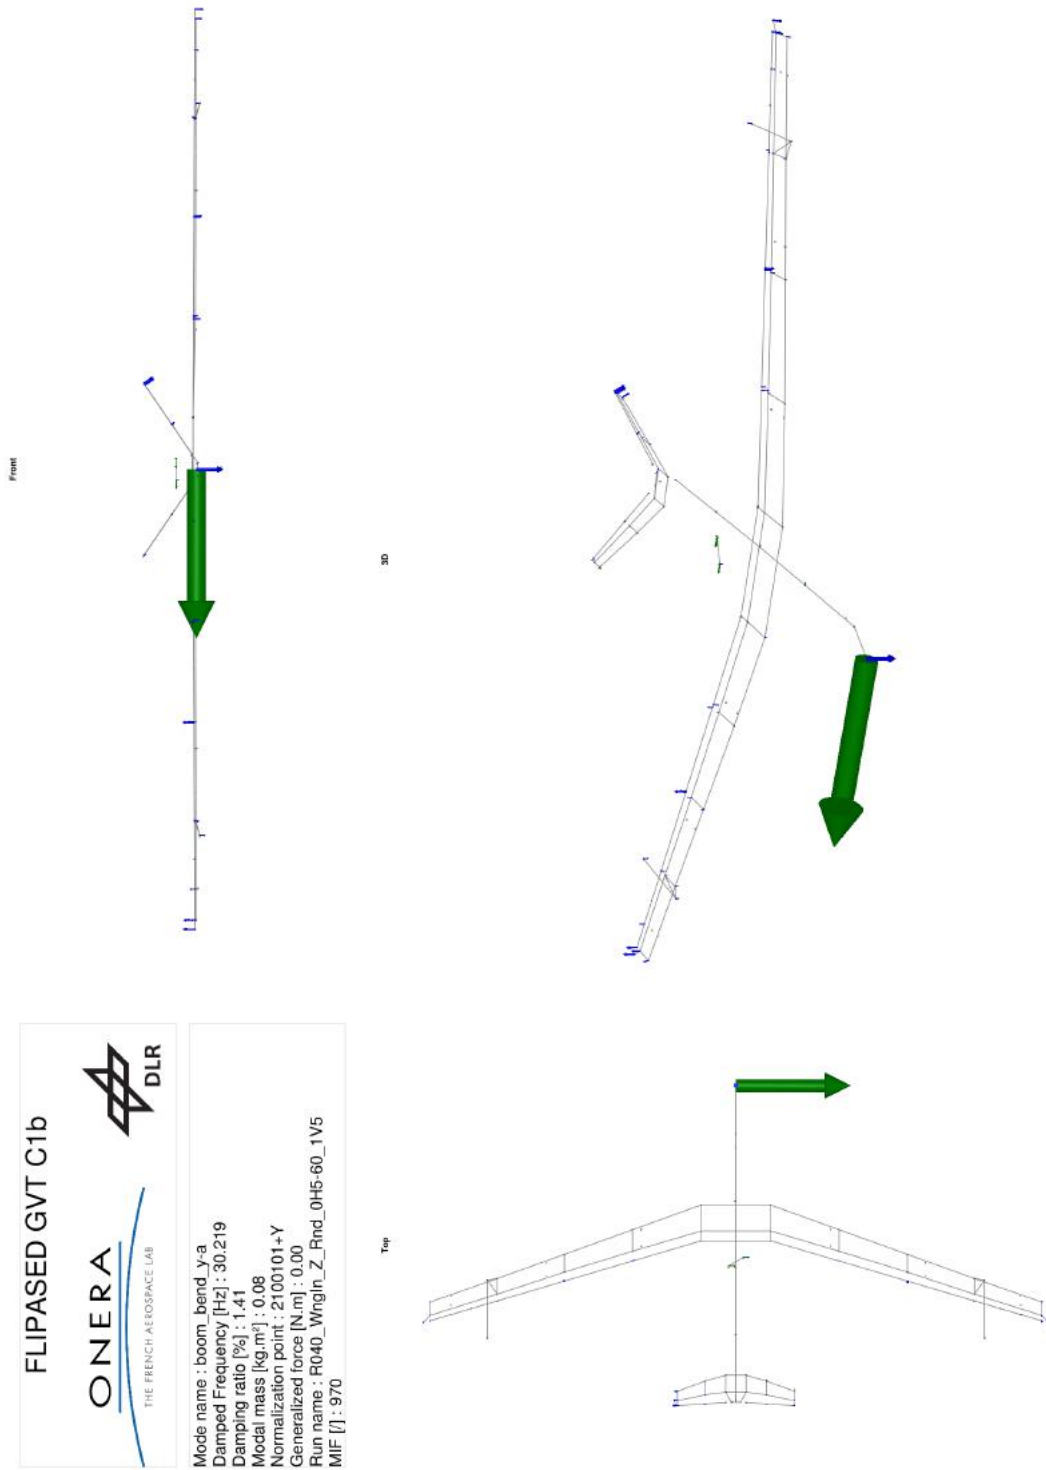 FLIPASED GVT C1b
ONERA
THE FRENCH AEROSPACE LAB
DLR
Mode name : boom_bend_y-a
Damped Frequency [Hz] : 30.219
Damping ratio [%] : 1.41
Modal mass [kg.m²] : 0.08
Normalization point : 2100101+Y
Generalized force [N.m] : 0.00
Run name : R040_WngIn_Z_Rnd_0H5-60_1V5
MIF [/] : 970
Front
3D
Top